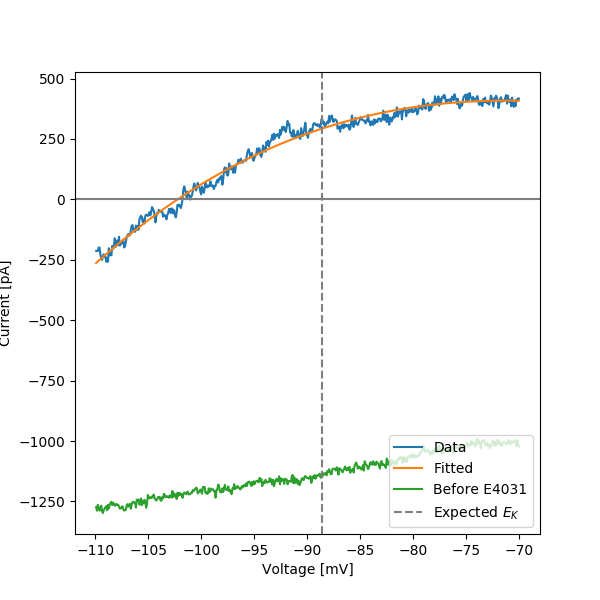 500
250
0
−250
−500
−750
−1000
−1250
Current [pA]
Data
Fitted
Before E4031
Expected E_K
−110 −105 −100 −95 −90 −85 −80 −75 −70
Voltage [mV]